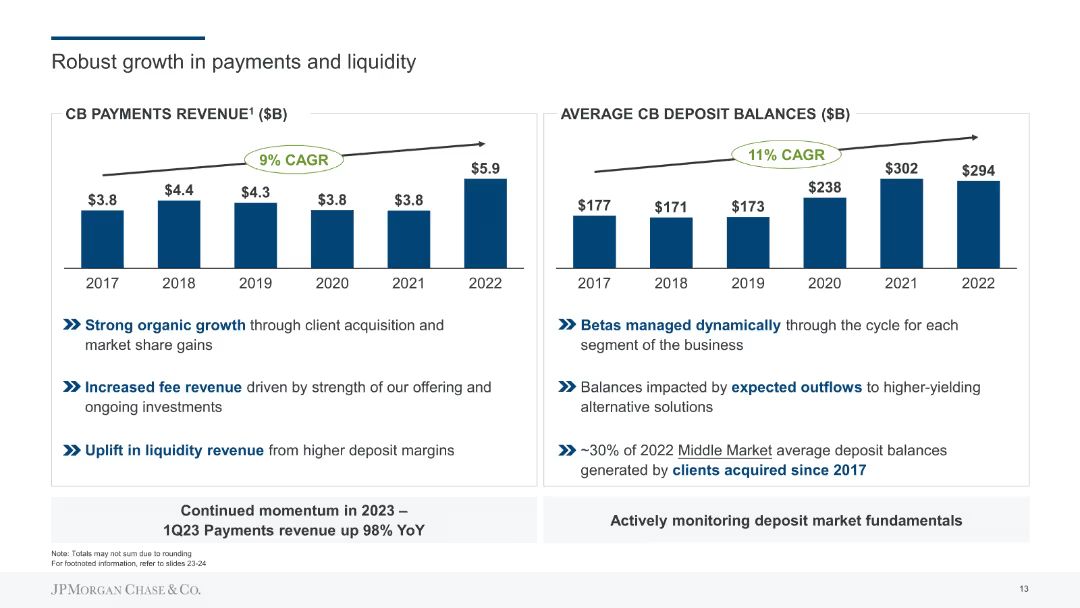 Robust growth in payments and liquidity
CB PAYMENTS REVENUE¹ ($B)
9% CAGR
$3.8
$4.4
$4.3
$3.8
$3.8
$5.9
2017
2018
2019
2020
2021
2022
Strong organic growth through client acquisition and
market share gains
Increased fee revenue driven by strength of our offering and
ongoing investments
Uplift in liquidity revenue from higher deposit margins
Continued momentum in 2023 –
1Q23 Payments revenue up 98% YoY
AVERAGE CB DEPOSIT BALANCES ($B)
11% CAGR
$177
$171
$173
$238
$302
$294
2017
2018
2019
2020
2021
2022
Betas managed dynamically through the cycle for each
segment of the business
Balances impacted by expected outflows to higher-yielding
alternative solutions
~30% of 2022 Middle Market average deposit balances
generated by clients acquired since 2017
Actively monitoring deposit market fundamentals
Note: Totals may not sum due to rounding
For footnoted information, refer to slides 23-24
JPMORGAN CHASE & CO.
13